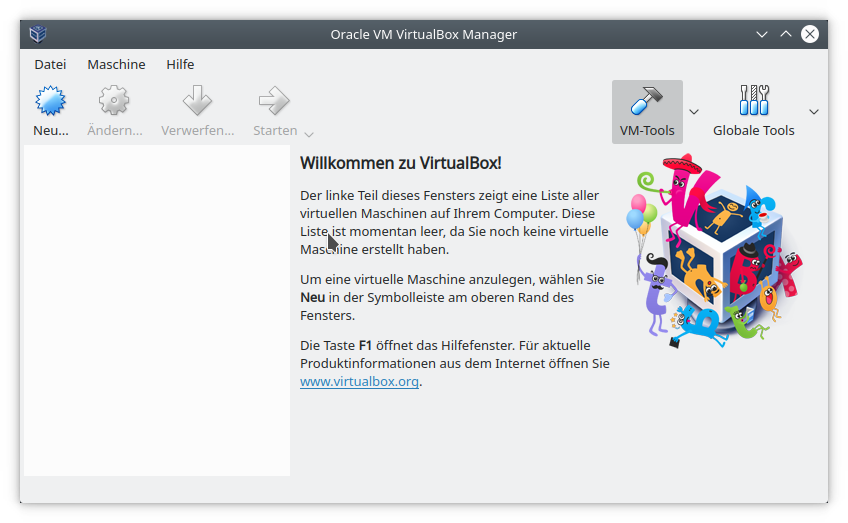 Oracle VM VirtualBox Manager
Datei Maschine Hilfe
Neu... Ändern... Verwerfen... Starten VM-Tools Globale Tools
Willkommen zu VirtualBox!
Der linke Teil dieses Fensters zeigt eine Liste aller
virtuellen Maschinen auf Ihrem Computer. Diese
Liste ist momentan leer, da Sie noch keine virtuelle
Maschine erstellt haben.
Um eine virtuelle Maschine anzulegen, wählen Sie
Neu in der Symbolleiste am oberen Rand des
Fensters.
Die Taste F1 öffnet das Hilfefenster. Für aktuelle
Produktinformationen aus dem Internet öffnen Sie
www.virtualbox.org.